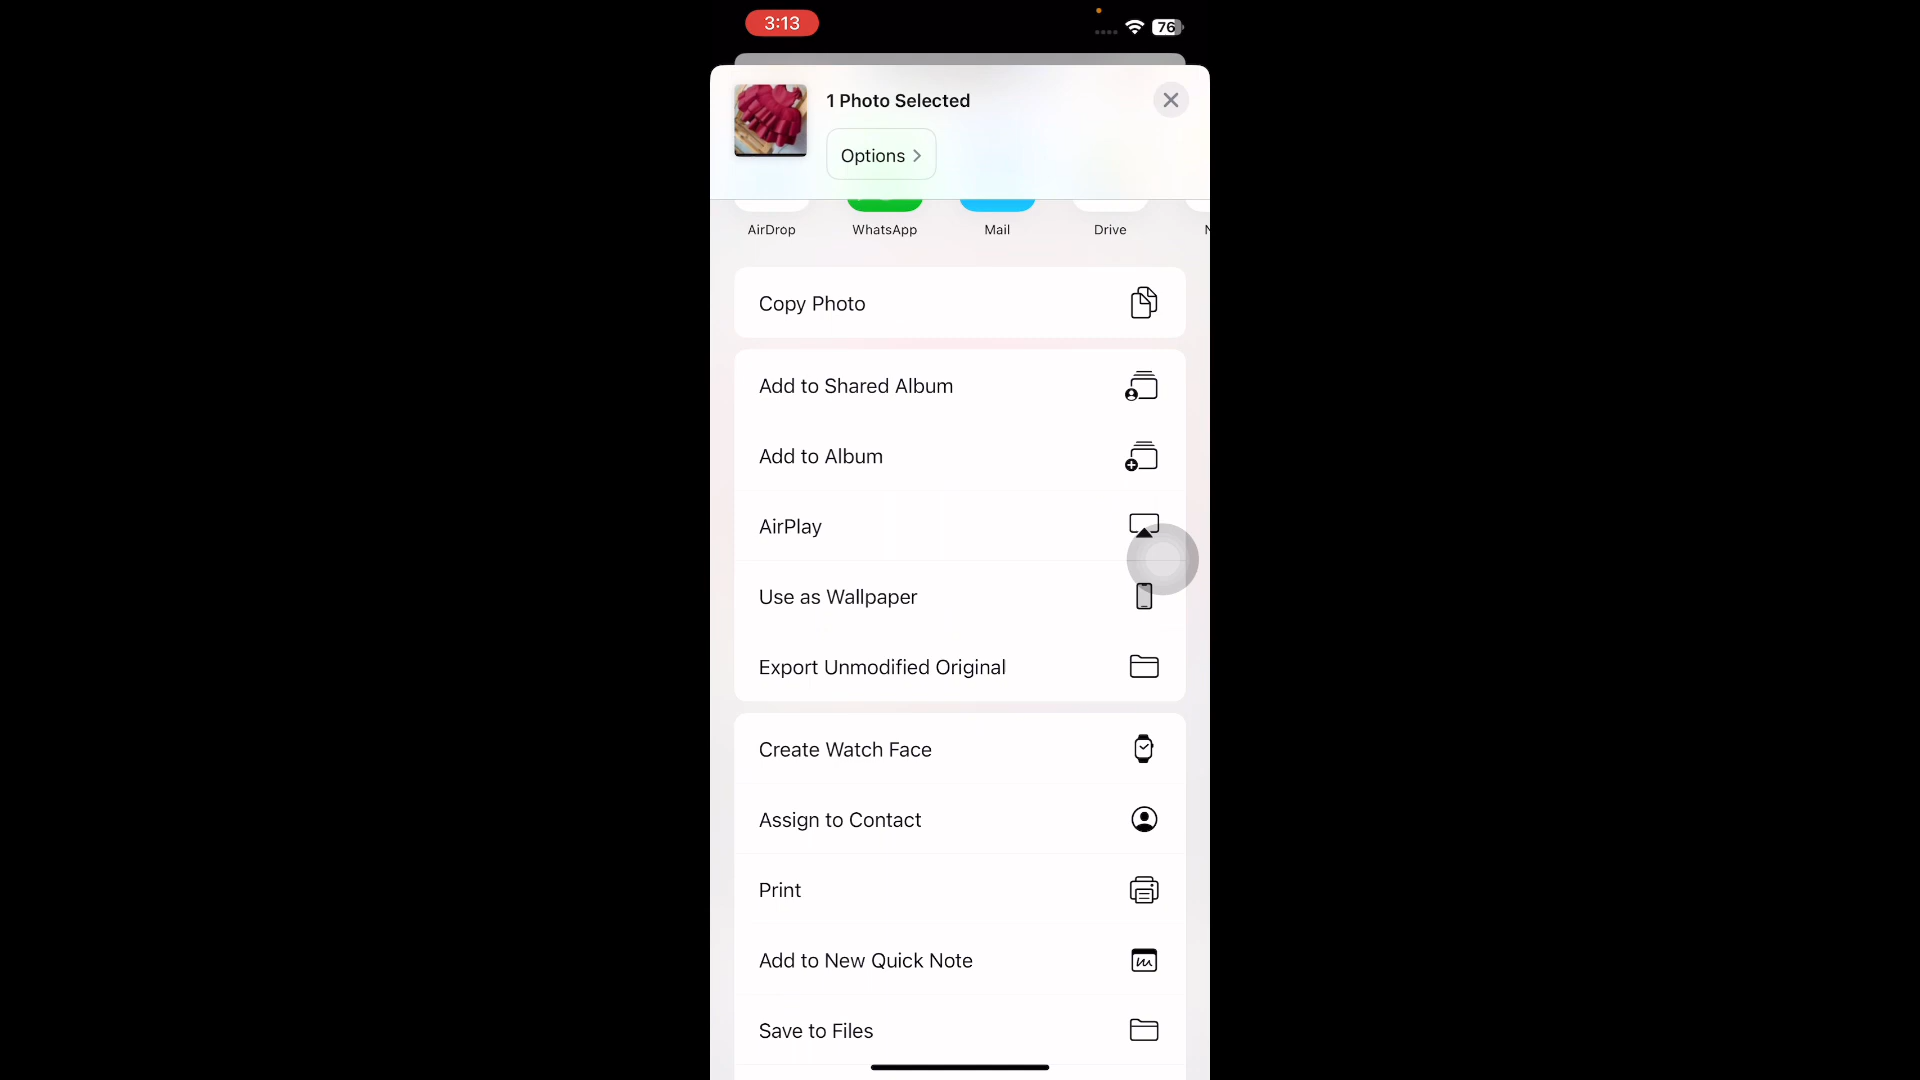 3:13
76
1 Photo Selected
Options
AirDrop
WhatsApp
Mail
Drive
Copy Photo
Add to Shared Album
Add to Album
AirPlay
Use as Wallpaper
Export Unmodified Original
Create Watch Face
Assign to Contact
Print
Add to New Quick Note
Save to Files